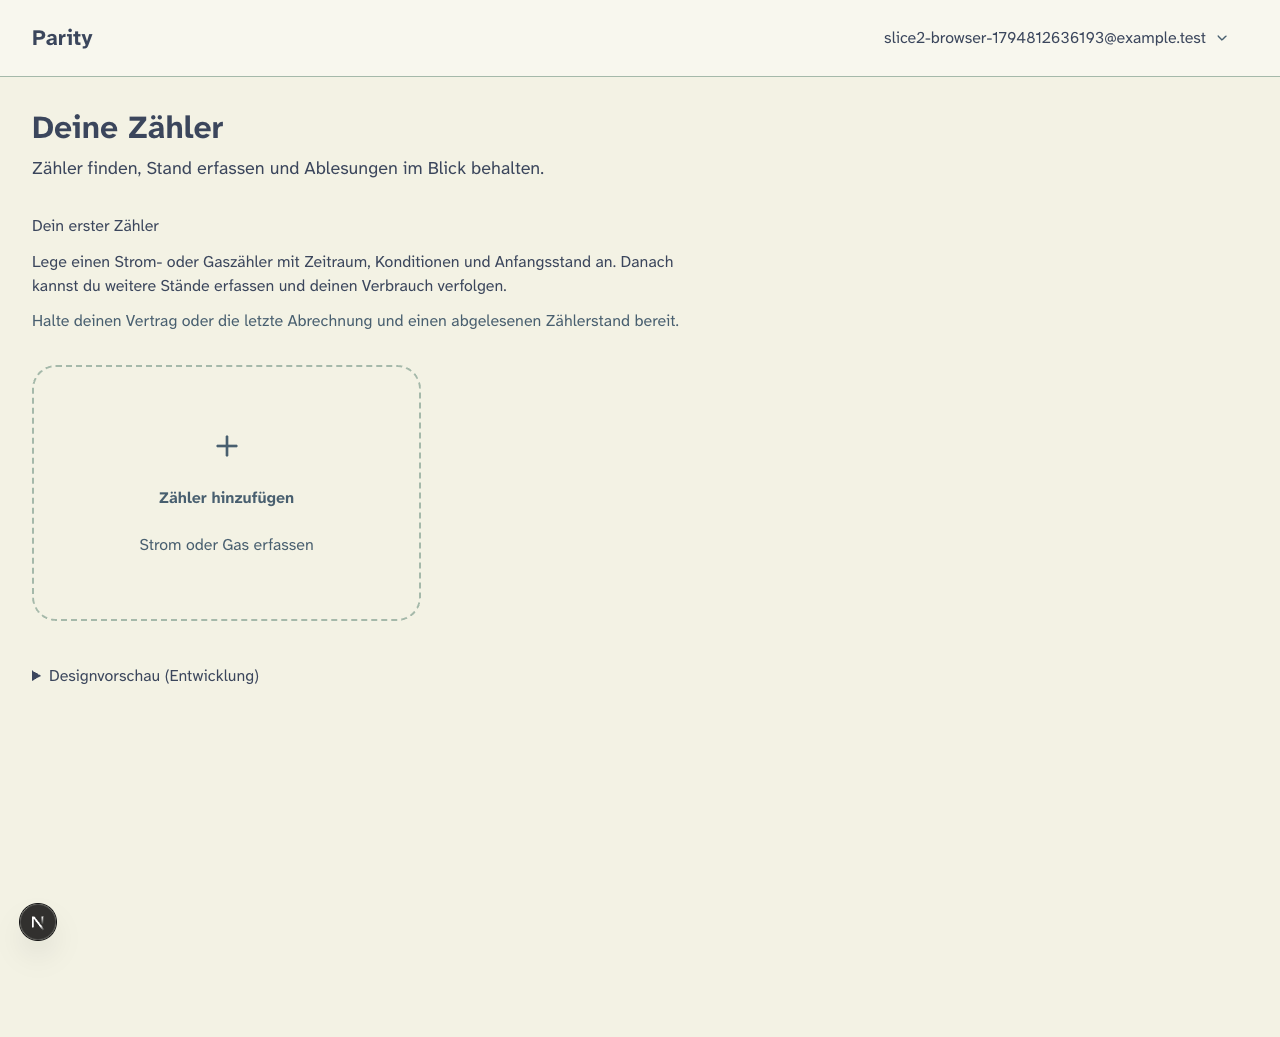 Parity
slice2-browser-1794812636193@example.test
Deine Zähler
Zähler finden, Stand erfassen und Ablesungen im Blick behalten.
Dein erster Zähler
Lege einen Strom- oder Gaszähler mit Zeitraum, Konditionen und Anfangsstand an. Danach
kannst du weitere Stände erfassen und deinen Verbrauch verfolgen.
Halte deinen Vertrag oder die letzte Abrechnung und einen abgelesenen Zählerstand bereit.
Zähler hinzufügen
Strom oder Gas erfassen
Designvorschau (Entwicklung)
N